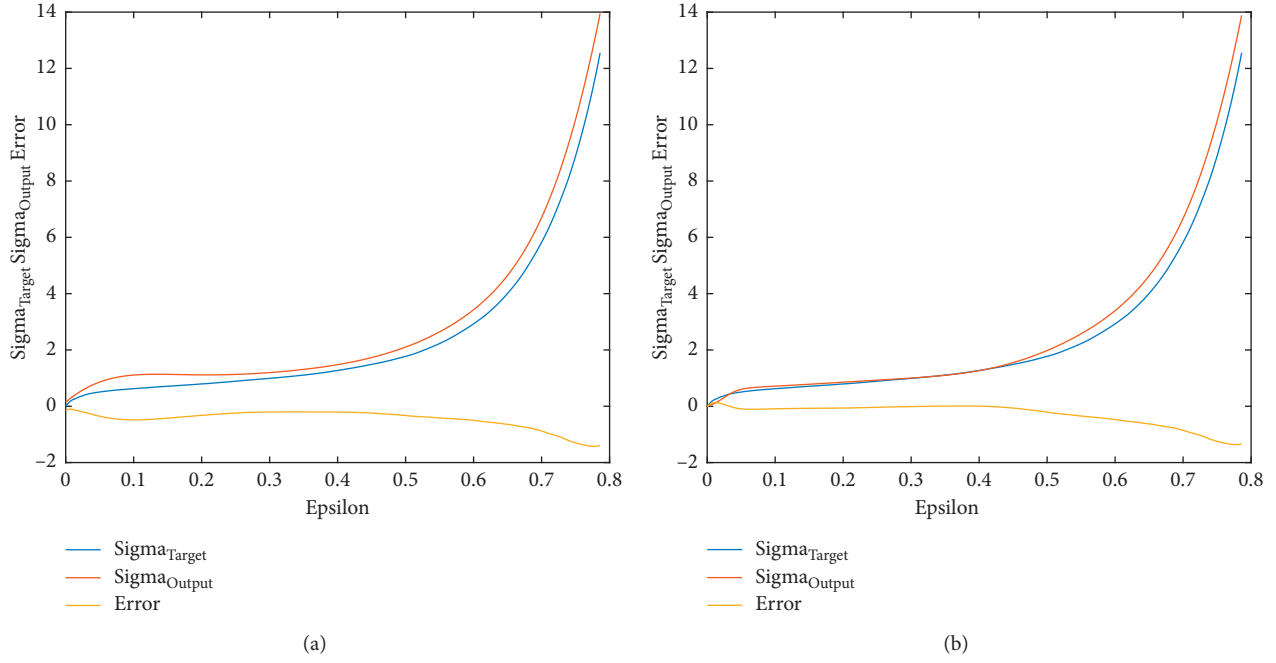 14
12
10
8
6
4
2
0
−2
Sigma_Target Sigma_Output Error
0 0.1 0.2 0.3 0.4 0.5 0.6 0.7 0.8
Epsilon
Sigma_Target
Sigma_Output
Error
(a)
14
12
10
8
6
4
2
0
−2
Sigma_Target Sigma_Output Error
0 0.1 0.2 0.3 0.4 0.5 0.6 0.7 0.8
Epsilon
Sigma_Target
Sigma_Output
Error
(b)